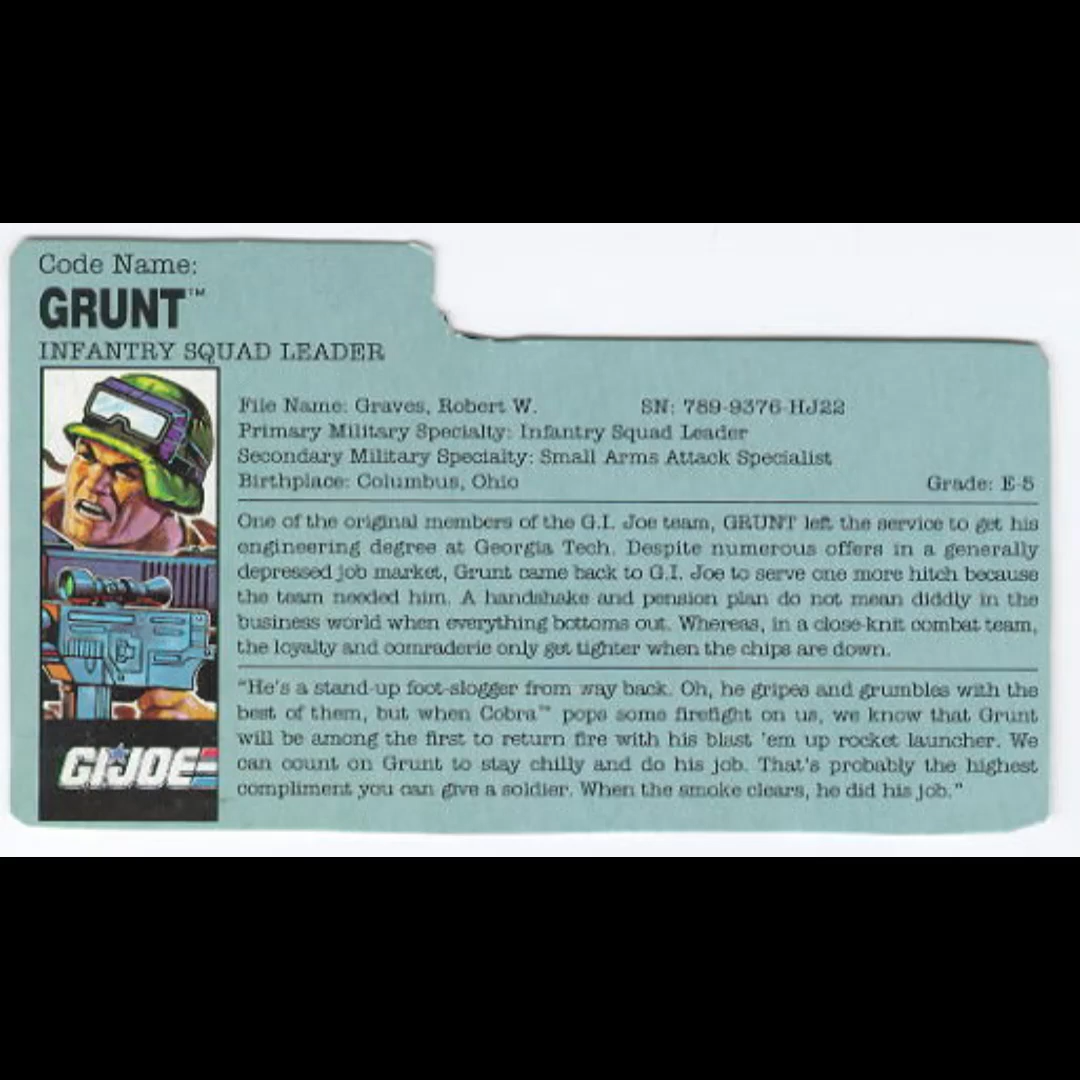 Code Name:
GRUNT™
INFANTRY SQUAD LEADER
File Name: Graves, Robert W. SN: 789-9376-HJ22
Primary Military Specialty: Infantry Squad Leader
Secondary Military Specialty: Small Arms Attack Specialist
Birthplace: Columbus, Ohio Grade: E-5
One of the original members of the G.I. Joe team, GRUNT left the service to get his
engineering degree at Georgia Tech. Despite numerous offers in a generally
depressed job market, Grunt came back to G.I. Joe to serve one more hitch because
the team needed him. A handshake and pension plan do not mean diddly in the
business world when everything bottoms out. Whereas, in a close-knit combat team,
the loyalty and comraderie only get tighter when the chips are down.
"He's a stand-up foot-slogger from way back. Oh, he gripes and grumbles with the
best of them, but when Cobra™ pops some firefight on us, we know that Grunt
will be among the first to return fire with his blast 'em up rocket launcher. We
can count on Grunt to stay chilly and do his job. That's probably the highest
compliment you can give a soldier. When the smoke clears, he did his job."
GI JOE